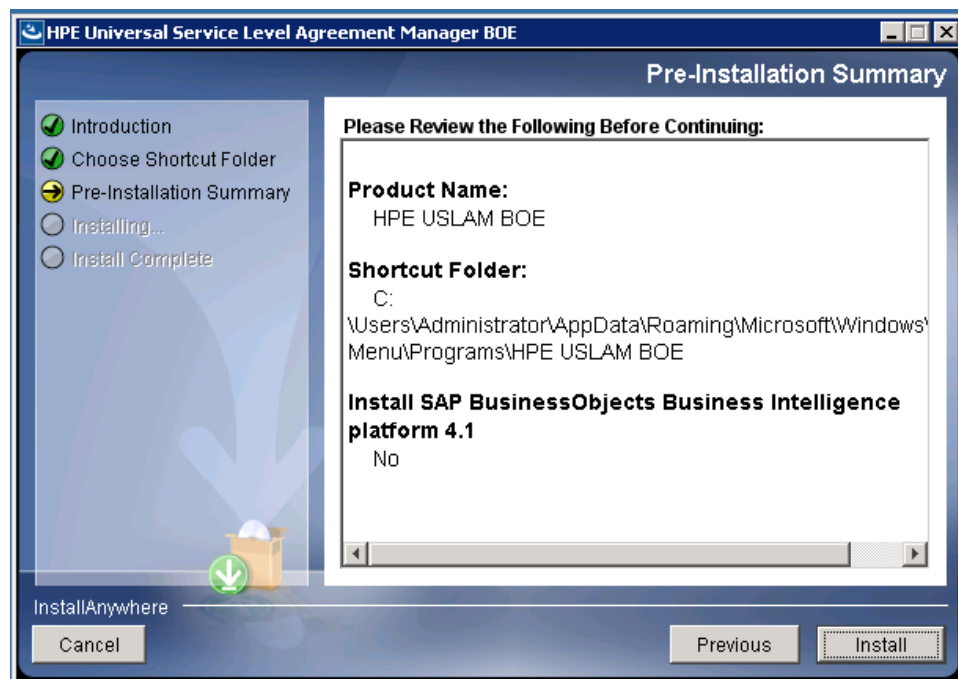 HPE Universal Service Level Agreement Manager BOE
Pre-Installation Summary
Introduction
Choose Shortcut Folder
Pre-Installation Summary
Installing...
Install Complete
Please Review the Following Before Continuing:
Product Name:
HPE USLAM BOE
Shortcut Folder:
C:
\Users\Administrator\AppData\Roaming\Microsoft\Windows\
Menu\Programs\HPE USLAM BOE
Install SAP BusinessObjects Business Intelligence
platform 4.1
No
InstallAnywhere
Cancel
Previous
Install